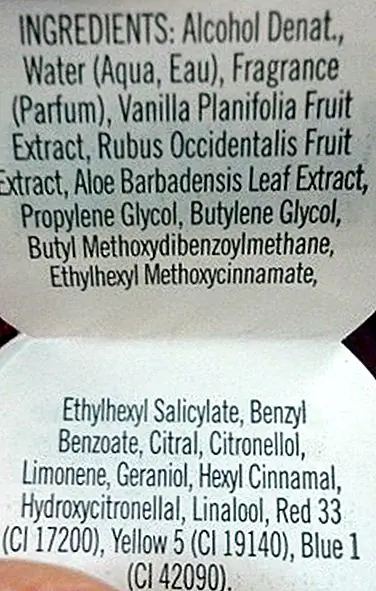 INGREDIENTS: Alcohol Denat.,
Water (Aqua, Eau), Fragrance
(Parfum), Vanilla Planifolia Fruit
Extract, Rubus Occidentalis Fruit
Extract, Aloe Barbadensis Leaf Extract,
Propylene Glycol, Butylene Glycol,
Butyl Methoxydibenzoylmethane,
Ethylhexyl Methoxycinnamate,
Ethylhexyl Salicylate, Benzyl
Benzoate, Citral, Citronellol,
Limonene, Geraniol, Hexyl Cinnamal,
Hydroxycitronellal, Linalool, Red 33
(CI 17200), Yellow 5 (CI 19140), Blue 1
(CI 42090).